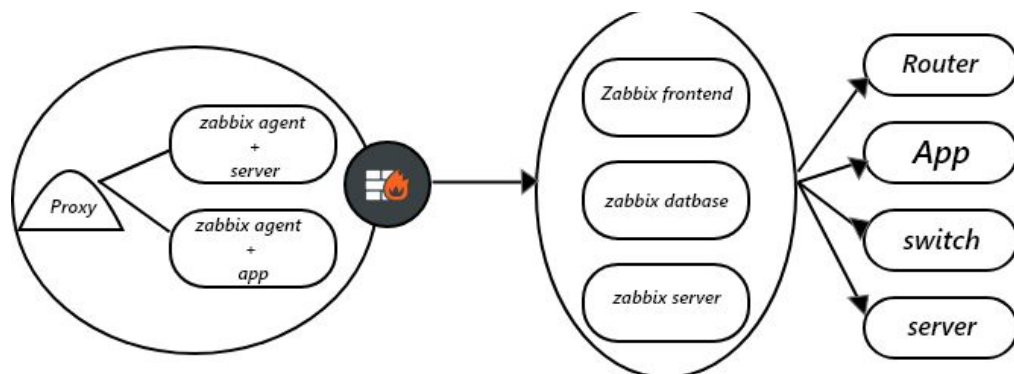 Proxy
zabbix agent
+
server
zabbix agent
+
app
Zabbix frontend
zabbix datbase
zabbix server
Router
App
switch
server